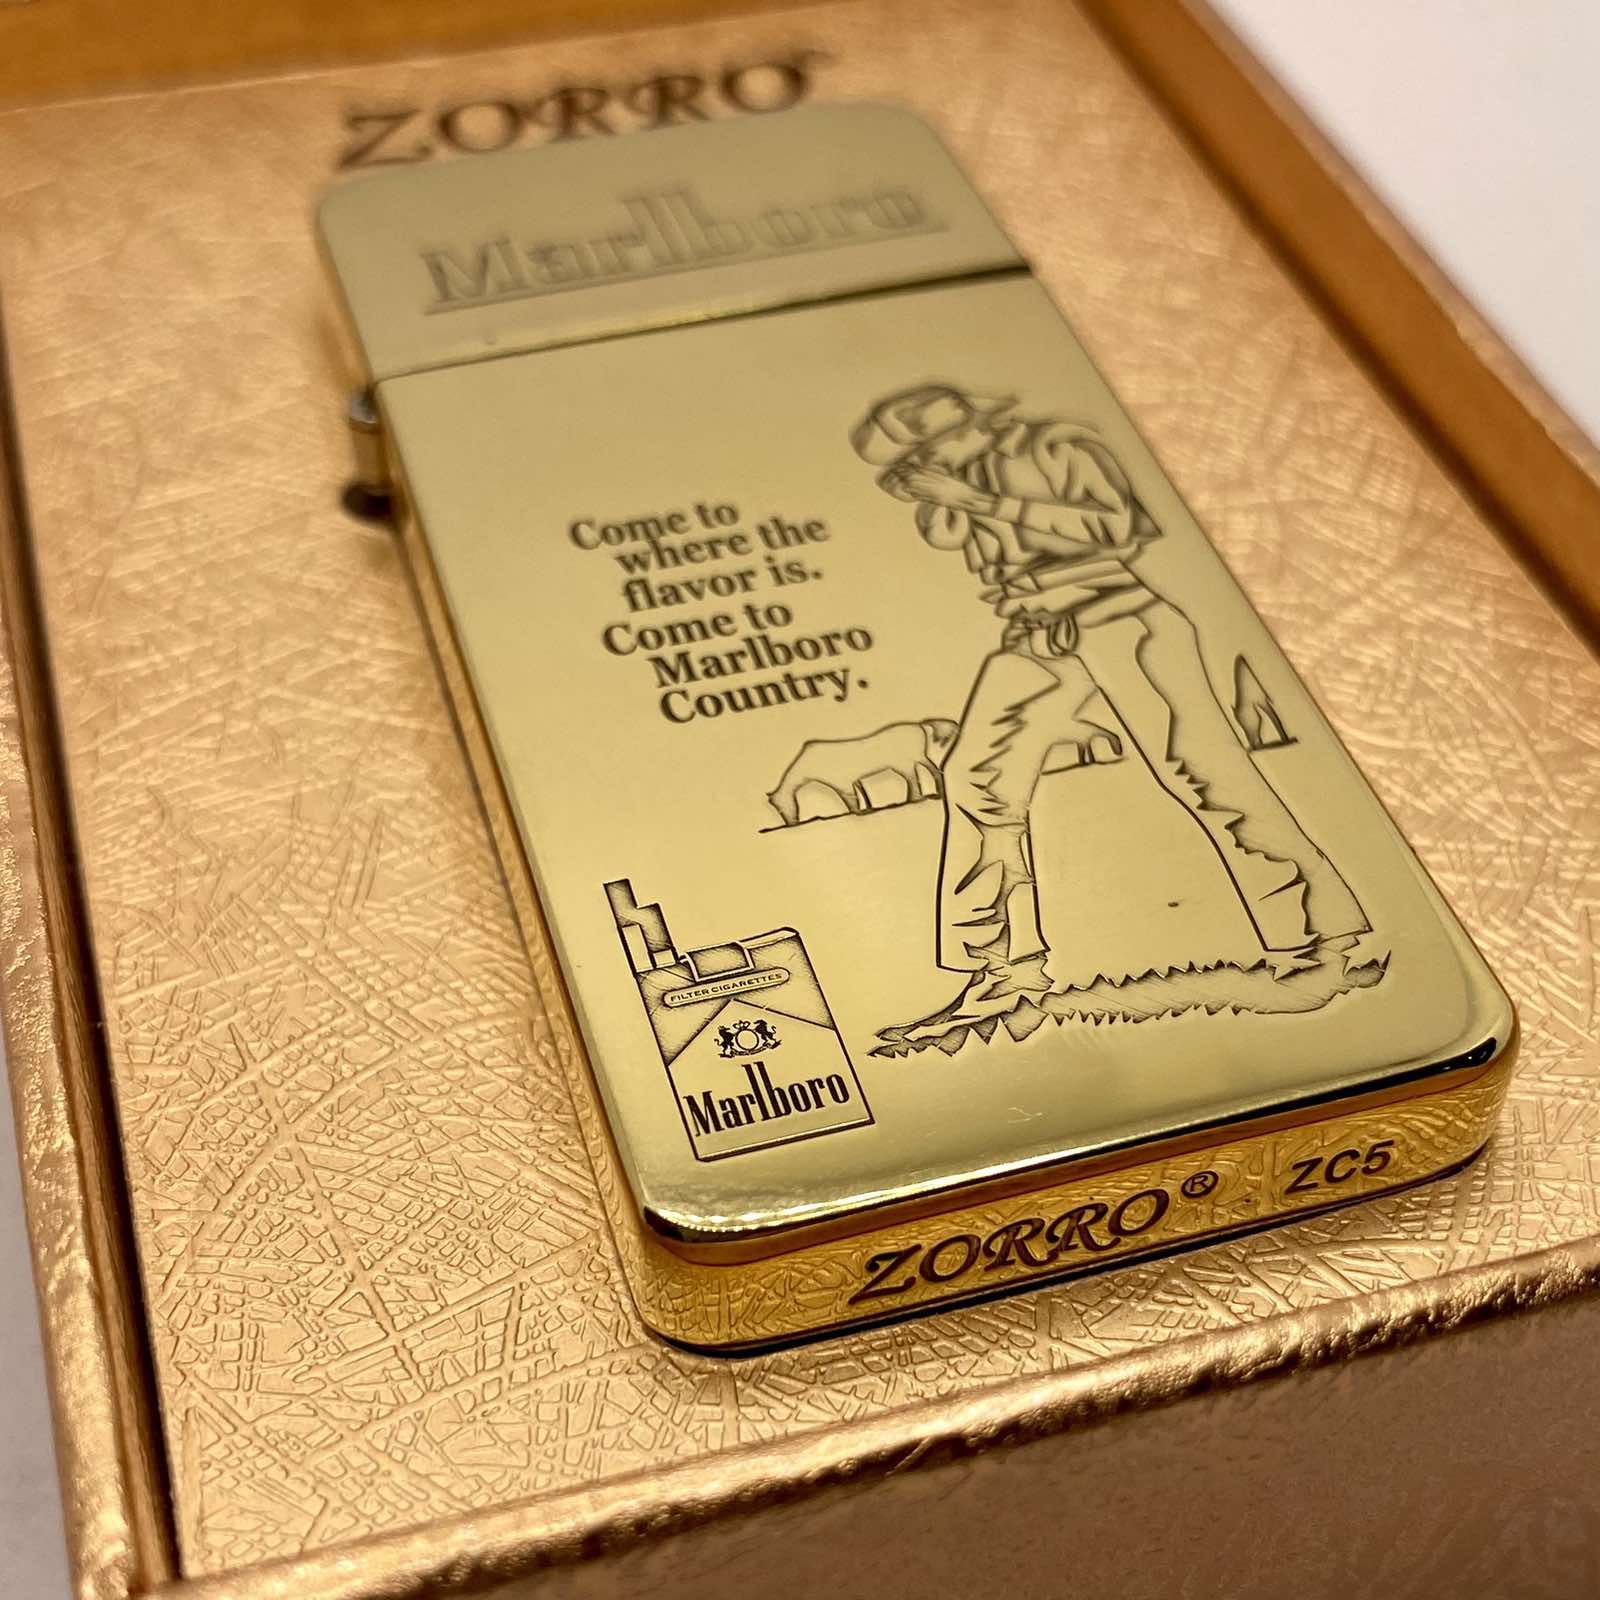 ZORRO
Marlboro
Come to
where the
flavor is.
Come to
Marlboro
Country.
FILTER CIGARETTES
Marlboro
ZORRO® ZC5